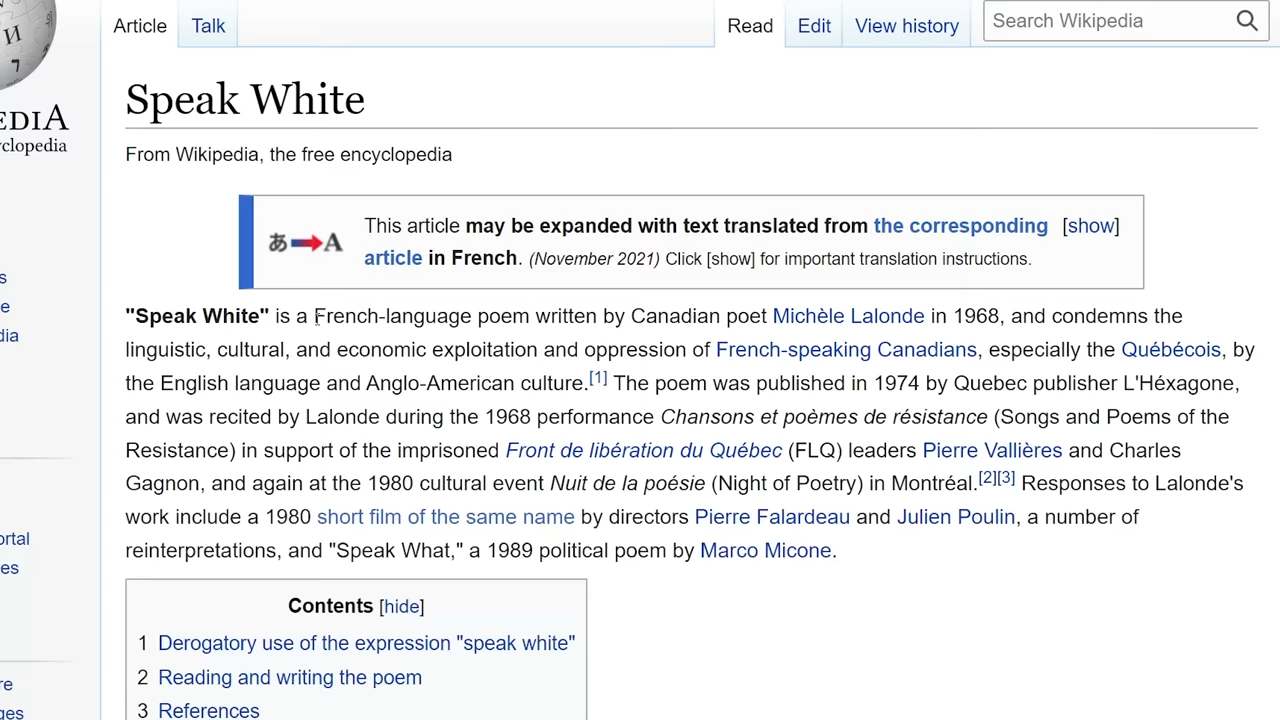 Article Talk Read Edit View history Search Wikipedia
Speak White
EDIA
clopedia
From Wikipedia, the free encyclopedia
This article may be expanded with text translated from the corresponding [show]
article in French. (November 2021) Click [show] for important translation instructions.
"Speak White" is a French-language poem written by Canadian poet Michèle Lalonde in 1968, and condemns the
linguistic, cultural, and economic exploitation and oppression of French-speaking Canadians, especially the Québécois, by
the English language and Anglo-American culture.[1] The poem was published in 1974 by Quebec publisher L'Héxagone,
and was recited by Lalonde during the 1968 performance Chansons et poèmes de résistance (Songs and Poems of the
Resistance) in support of the imprisoned Front de libération du Québec (FLQ) leaders Pierre Vallières and Charles
Gagnon, and again at the 1980 cultural event Nuit de la poésie (Night of Poetry) in Montréal.[2][3] Responses to Lalonde's
work include a 1980 short film of the same name by directors Pierre Falardeau and Julien Poulin, a number of
reinterpretations, and "Speak What," a 1989 political poem by Marco Micone.
Contents [hide]
1 Derogatory use of the expression "speak white"
2 Reading and writing the poem
3 References